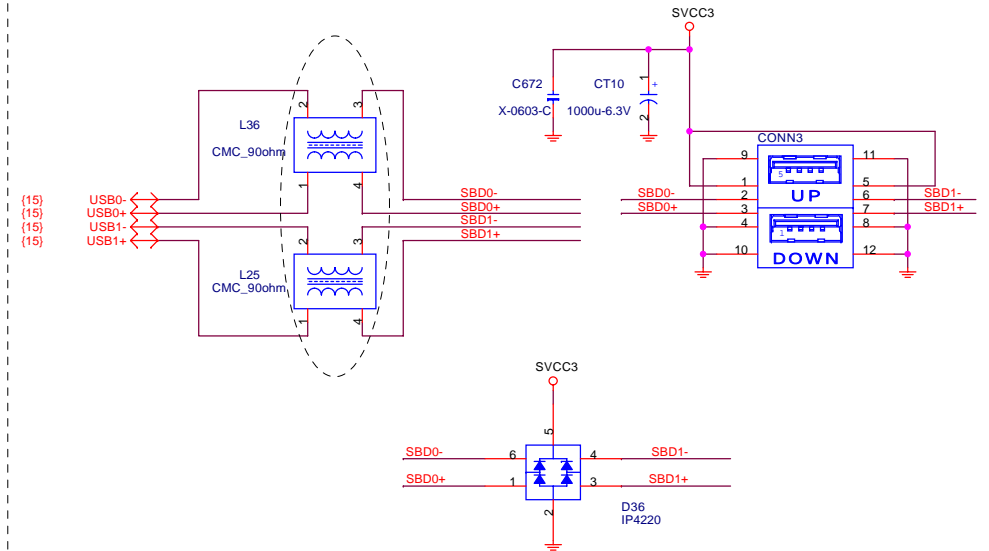 SVCC3
C672
X-0603-C
CT10
1000u-6.3V
1
+
2
L36
CMC_90ohm
2
3
1
4
{15} USB0-
{15} USB0+
{15} USB1-
{15} USB1+
SBD0-
SBD0+
SBD1-
SBD1+
2
3
L25
CMC_90ohm
1
4
CONN3
9
11
1
5
5
UP
SBD0-
2
6
SBD1-
SBD0+
3
7
SBD1+
4
8
1
10
12
DOWN
SVCC3
5
SBD0-
6
4
SBD1-
SBD0+
1
3
SBD1+
2
D36
IP4220